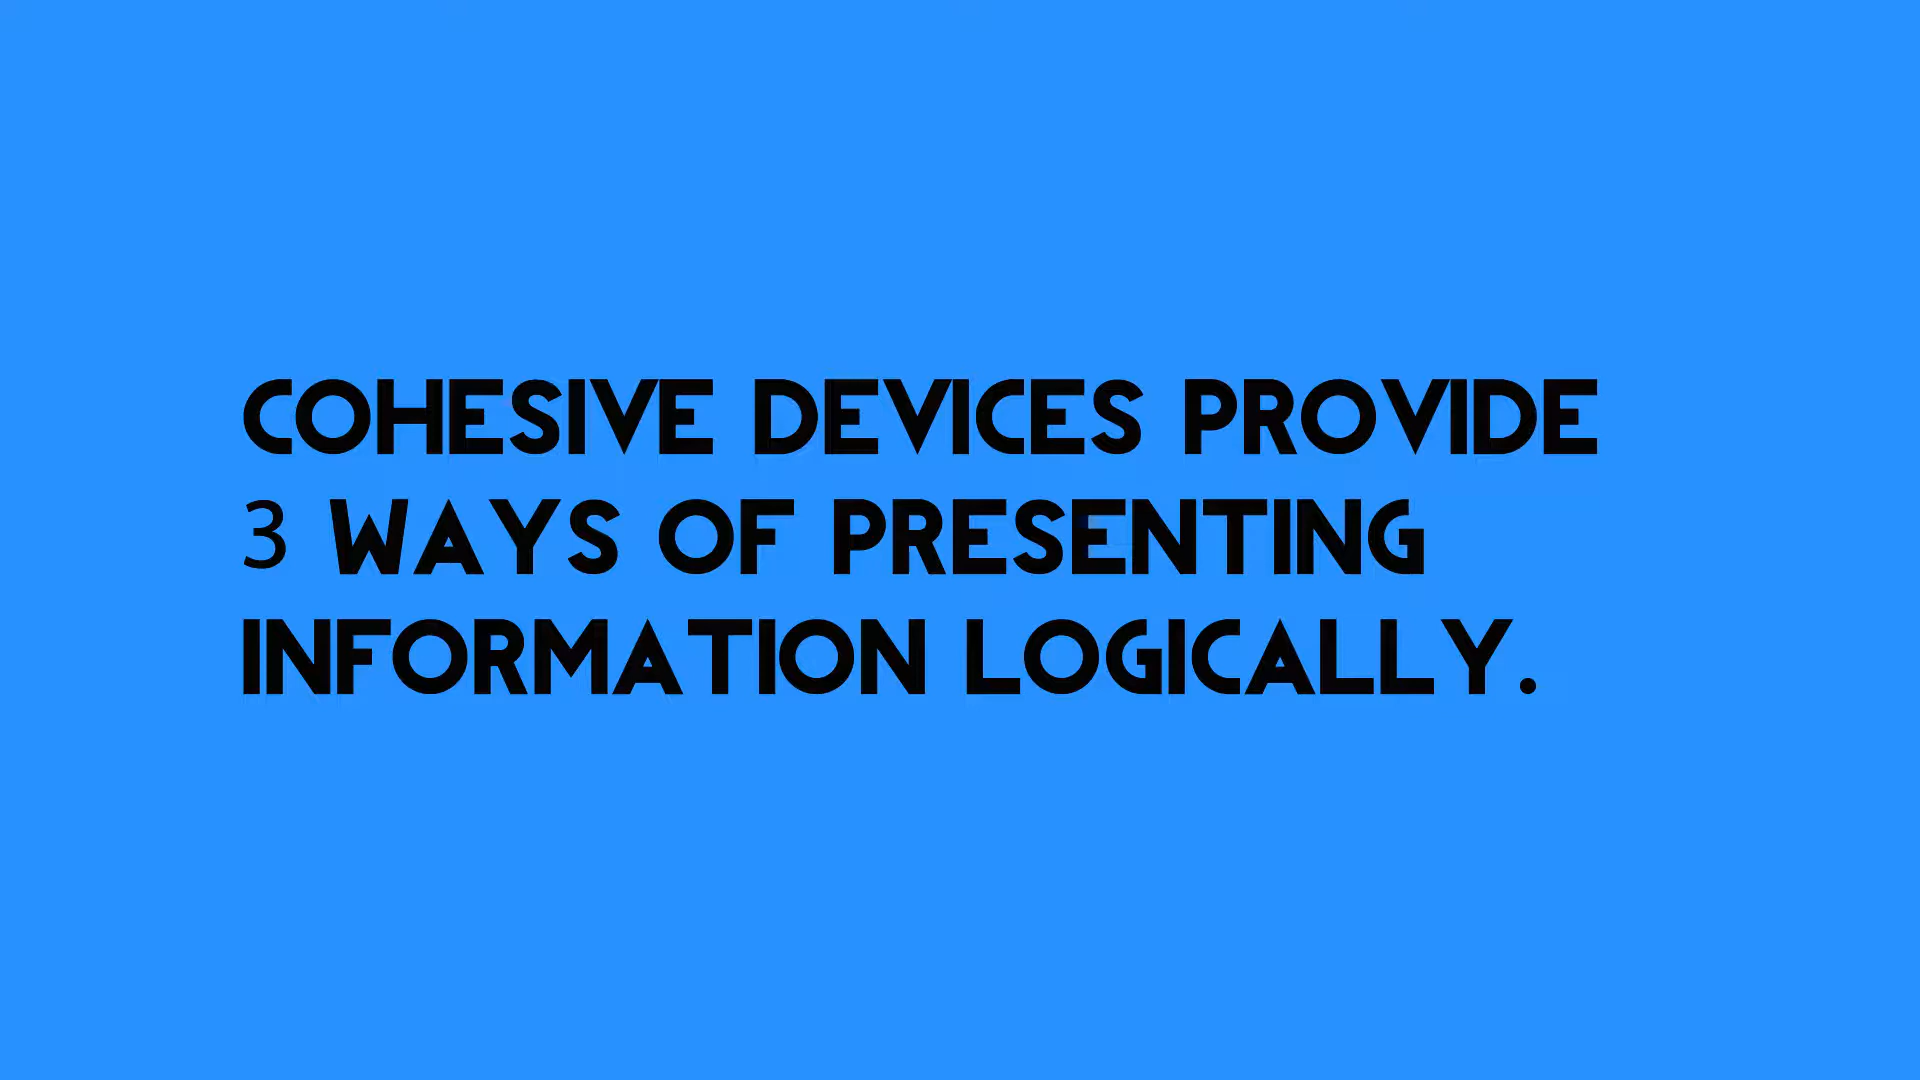 COHESIVE DEVICES PROVIDE
3 WAYS OF PRESENTING
INFORMATION LOGICALLY.